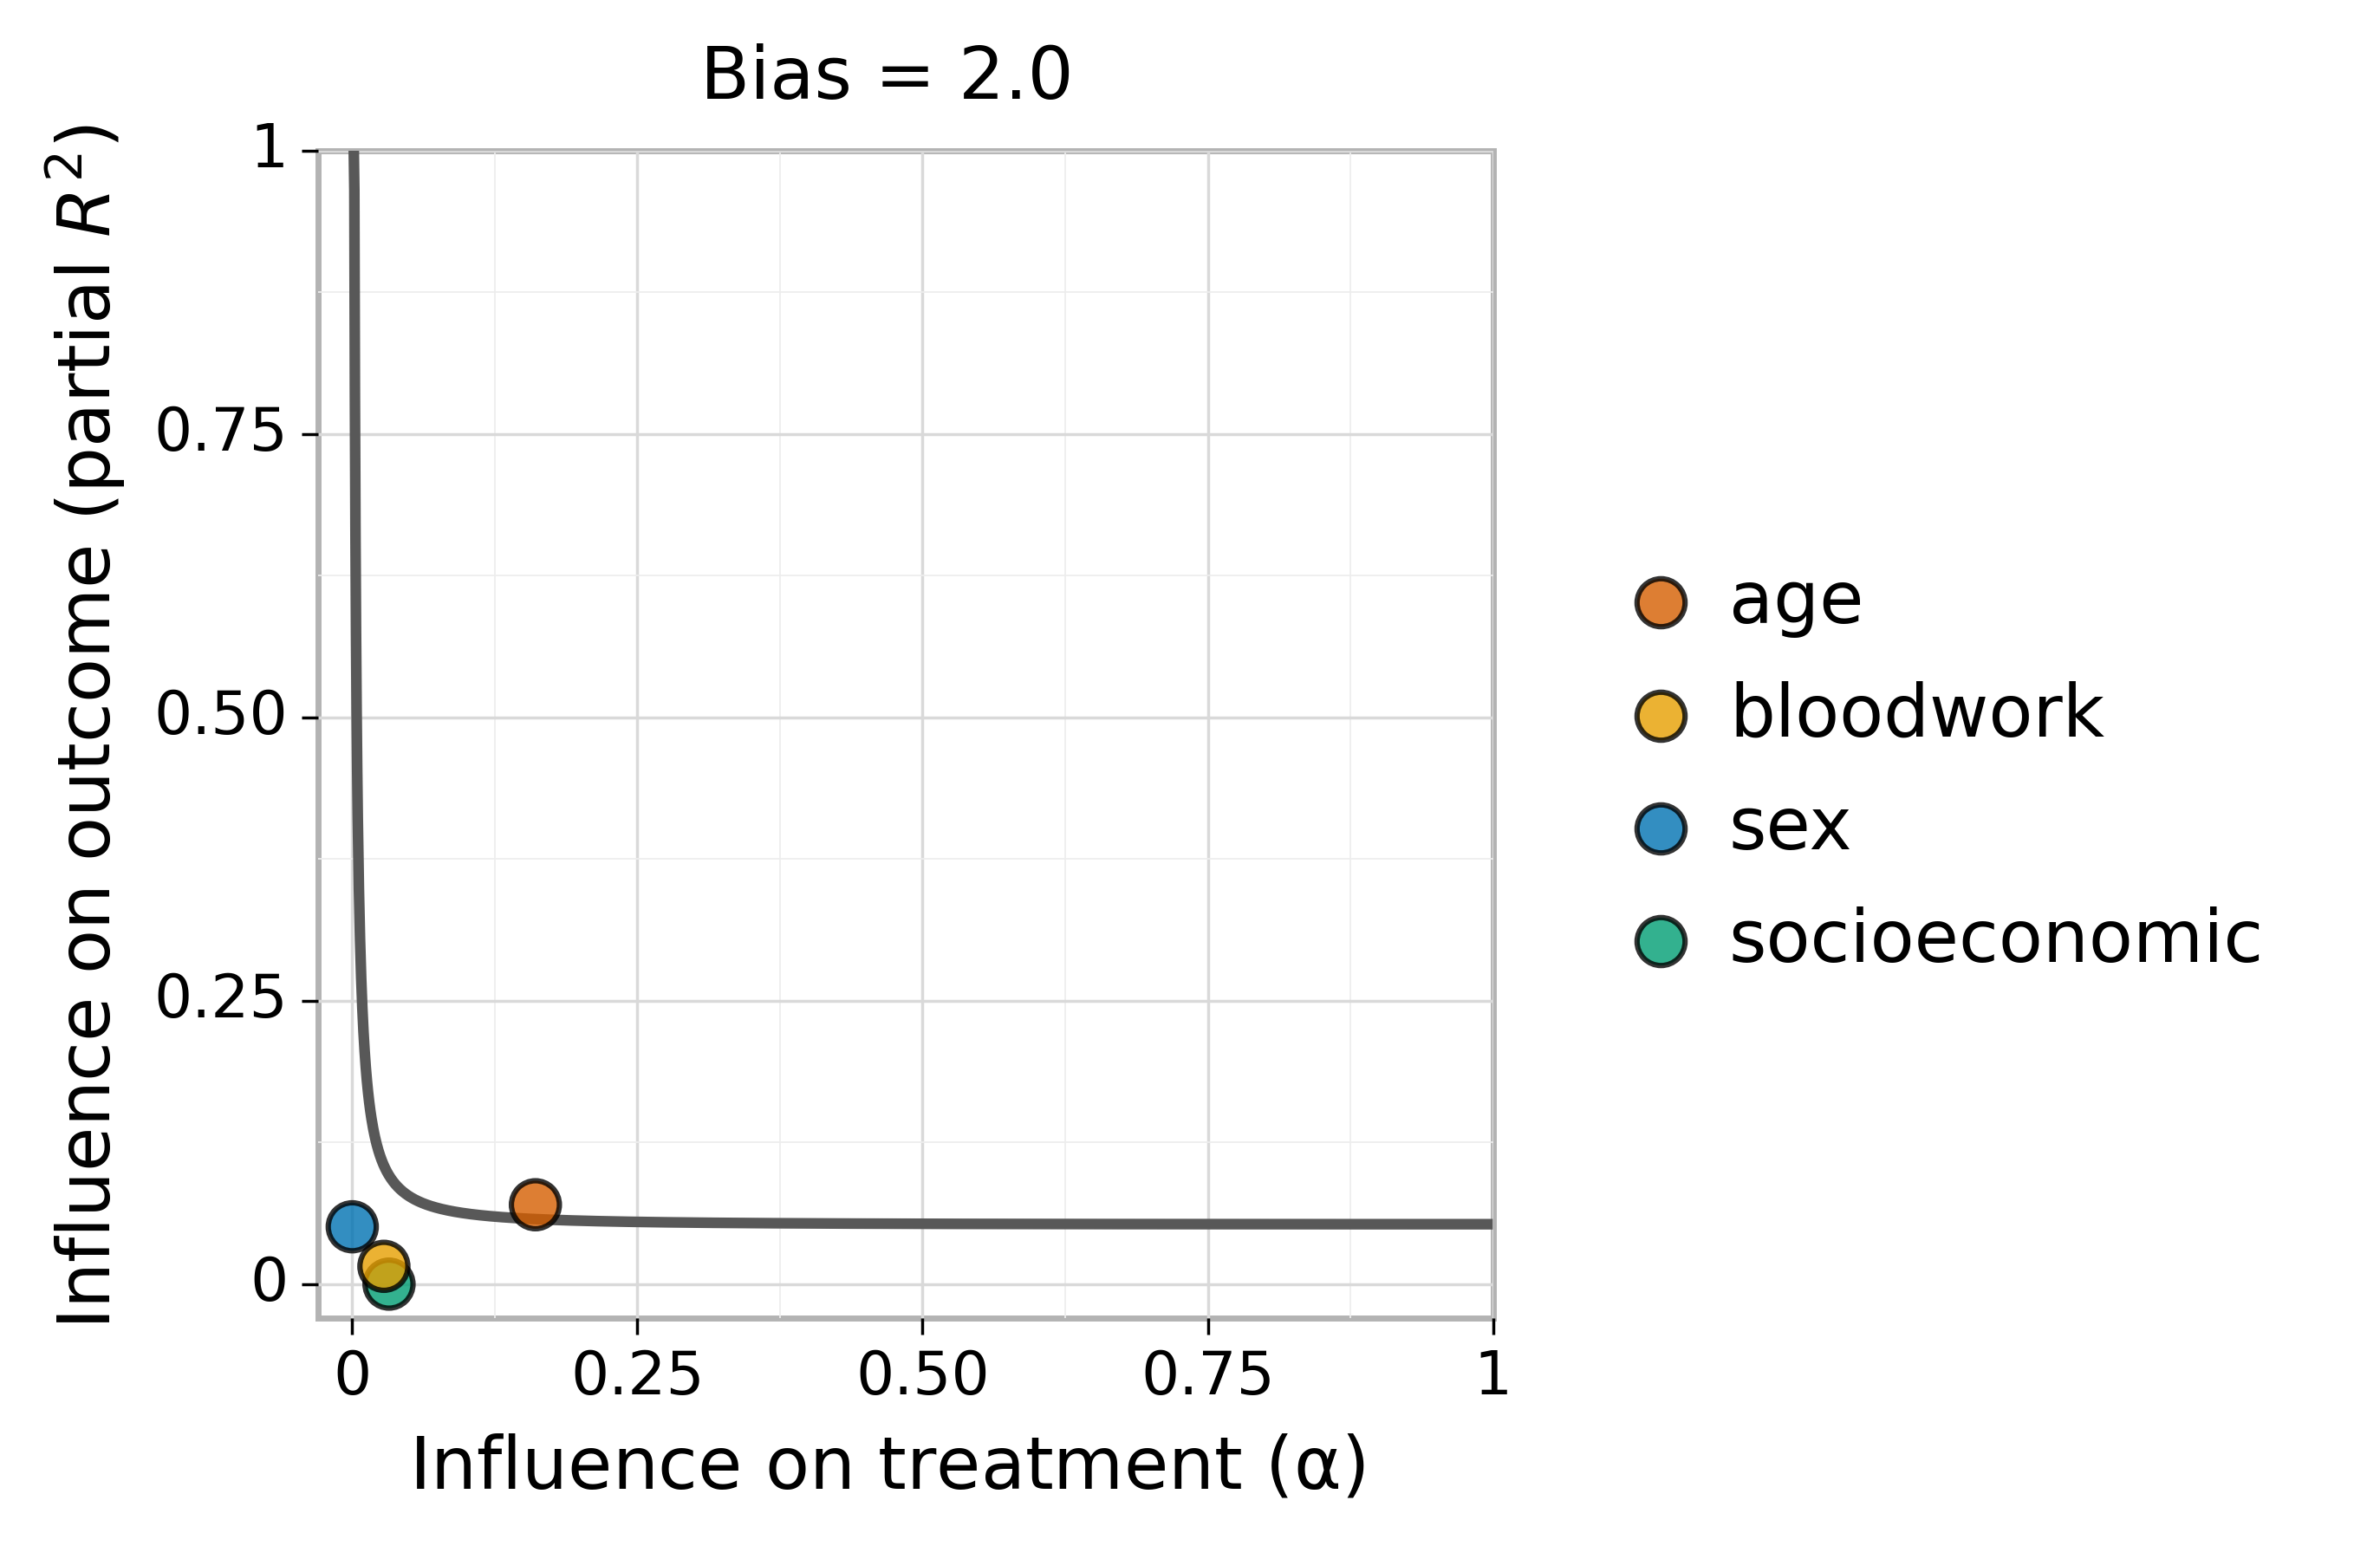 Bias = 2.0
Influence on outcome (partial R²)
1
0.75
0.50
0.25
0
0
0.25
0.50
0.75
1
Influence on treatment (α)
age
bloodwork
sex
socioeconomic